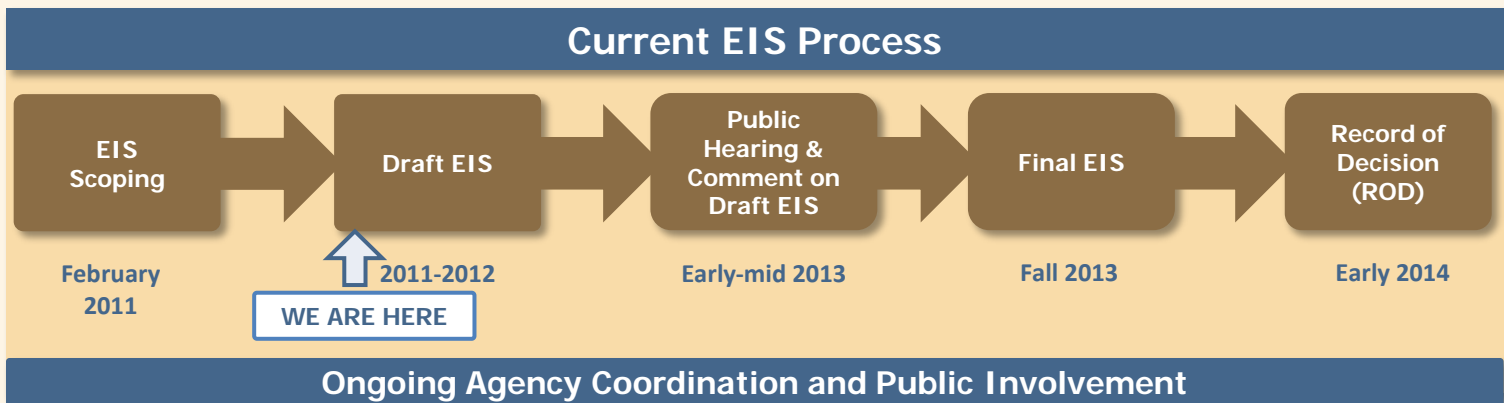 Current EIS Process
EIS
Scoping
Draft EIS
Public
Hearing &
Comment on
Draft EIS
Final EIS
Record of
Decision
(ROD)
February
2011
2011-2012
Early-mid 2013
Fall 2013
Early 2014
WE ARE HERE
Ongoing Agency Coordination and Public Involvement